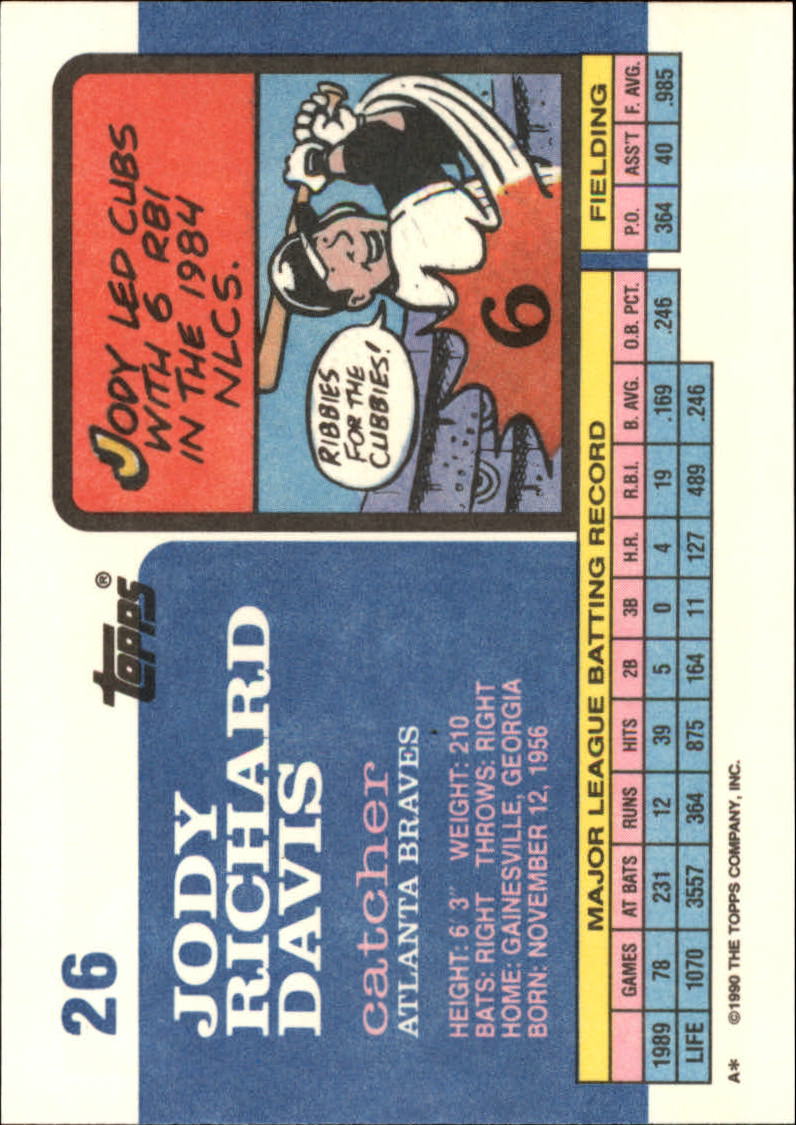 26
topps®
JODY
RICHARD
DAVIS
catcher
ATLANTA BRAVES
HEIGHT: 6' 3" WEIGHT: 210
BATS: RIGHT THROWS: RIGHT
HOME: GAINESVILLE, GEORGIA
BORN: NOVEMBER 12, 1956
JODY LED CUBS
WITH 6 RBI
IN THE 1984
NLCS.
RIBBIES
FOR THE
CUBBIES!
6
MAJOR LEAGUE BATTING RECORD FIELDING
GAMES AT BATS RUNS HITS 2B 3B H.R. R.B.I. B. AVG. O.B. PCT. P.O. ASS'T F. AVG.
1989 78 231 12 39 5 0 4 19 .169 .246 364 40 .985
LIFE 1070 3557 364 875 164 11 127 489 .246
A* ©1990 THE TOPPS COMPANY, INC.